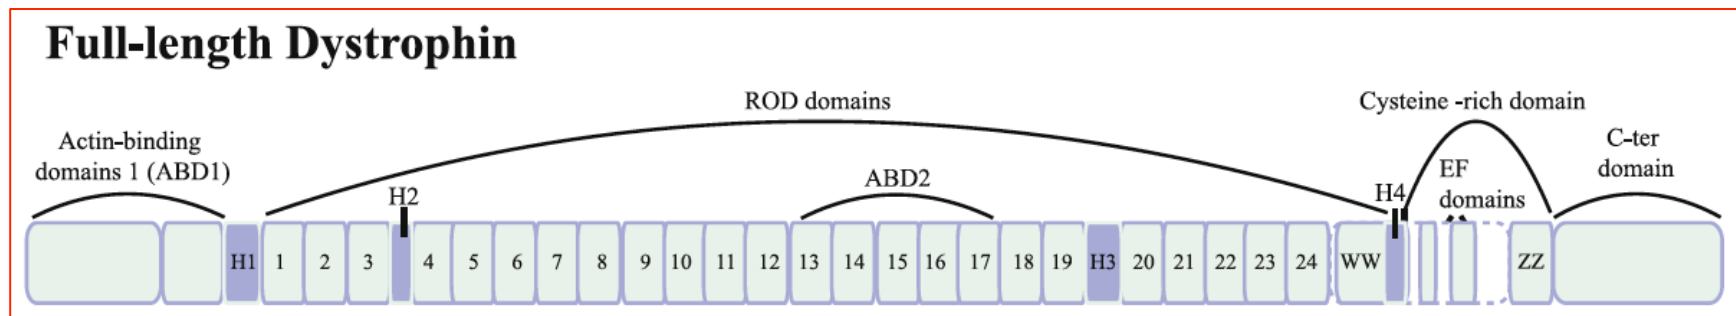 Full-length Dystrophin
ROD domains
Cysteine -rich domain
Actin-binding
domains 1 (ABD1)
C-ter
domain
ABD2
EF
domains
H2
H4
H1 1 2 3 4 5 6 7 8 9 10 11 12 13 14 15 16 17 18 19 H3 20 21 22 23 24 WW ZZ